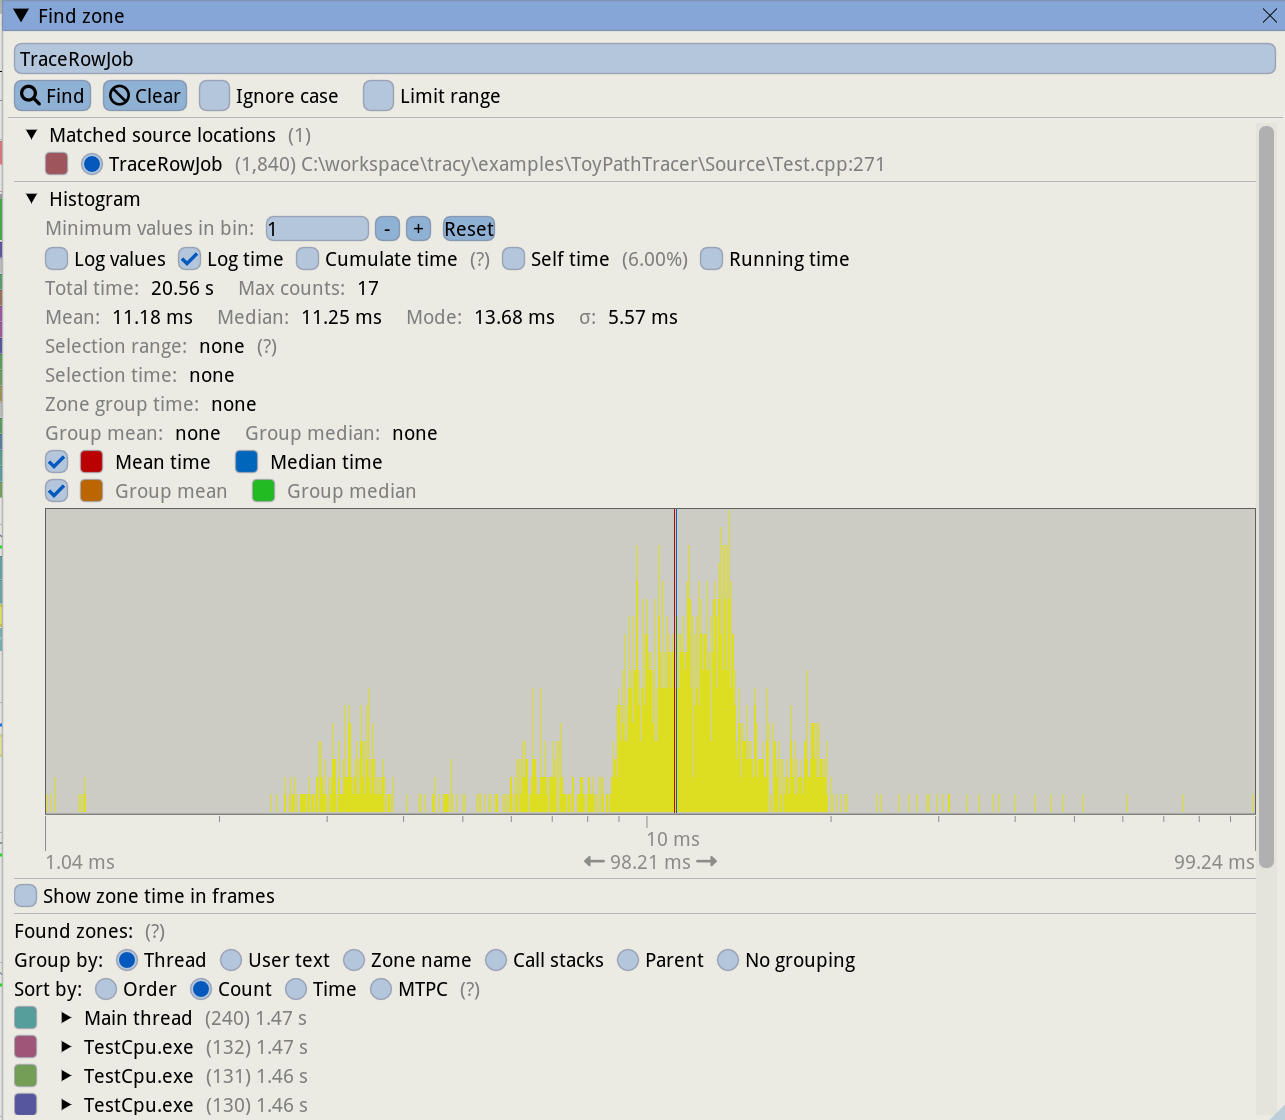 Find zone
TraceRowJob
Find Clear Ignore case Limit range
Matched source locations (1)
TraceRowJob (1,840) C:\workspace\tracy\examples\ToyPathTracer\Source\Test.cpp:271
Histogram
Minimum values in bin: 1 - + Reset
Log values Log time Cumulate time (?) Self time (6.00%) Running time
Total time: 20.56 s Max counts: 17
Mean: 11.18 ms Median: 11.25 ms Mode: 13.68 ms σ: 5.57 ms
Selection range: none (?)
Selection time: none
Zone group time: none
Group mean: none Group median: none
Mean time Median time
Group mean Group median
10 ms
1.04 ms ← 98.21 ms → 99.24 ms
Show zone time in frames
Found zones: (?)
Group by: Thread User text Zone name Call stacks Parent No grouping
Sort by: Order Count Time MTPC (?)
Main thread (240) 1.47 s
TestCpu.exe (132) 1.47 s
TestCpu.exe (131) 1.46 s
TestCpu.exe (130) 1.46 s